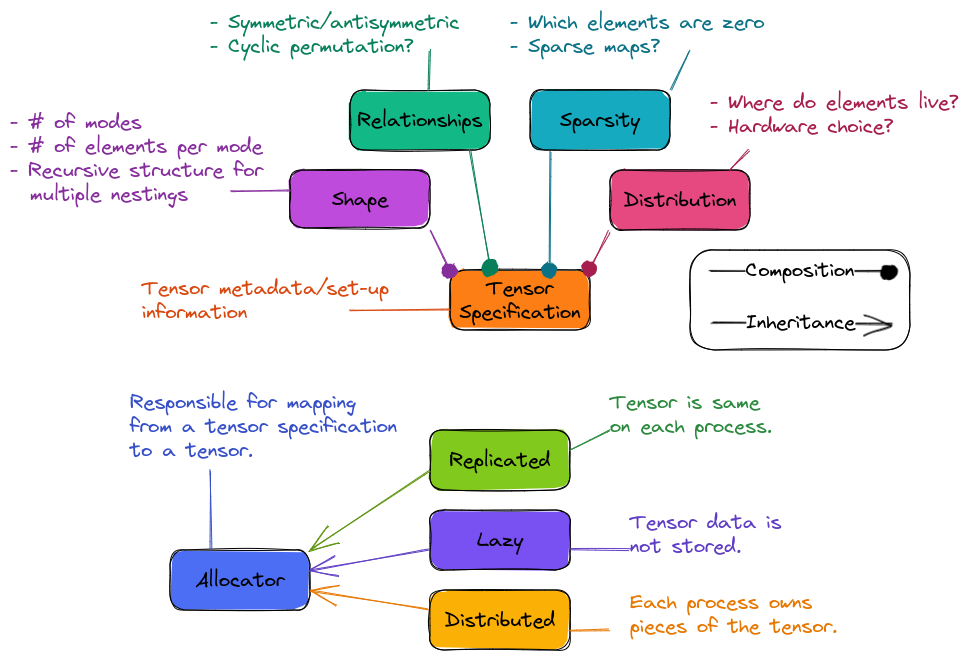 - Symmetric/antisymmetric
- Cyclic permutation?
- Which elements are zero
- Sparse maps?
Relationships
Sparsity
- Where do elements live?
- Hardware choice?
- # of modes
- # of elements per mode
- Recursive structure for
multiple nestings
Shape
Distribution
Tensor metadata/set-up
information
Tensor
Specification
Composition
Inheritance
Responsible for mapping
from a tensor specification
to a tensor.
Replicated
Tensor is same
on each process.
Lazy
Tensor data is
not stored.
Allocator
Distributed
Each process owns
pieces of the tensor.